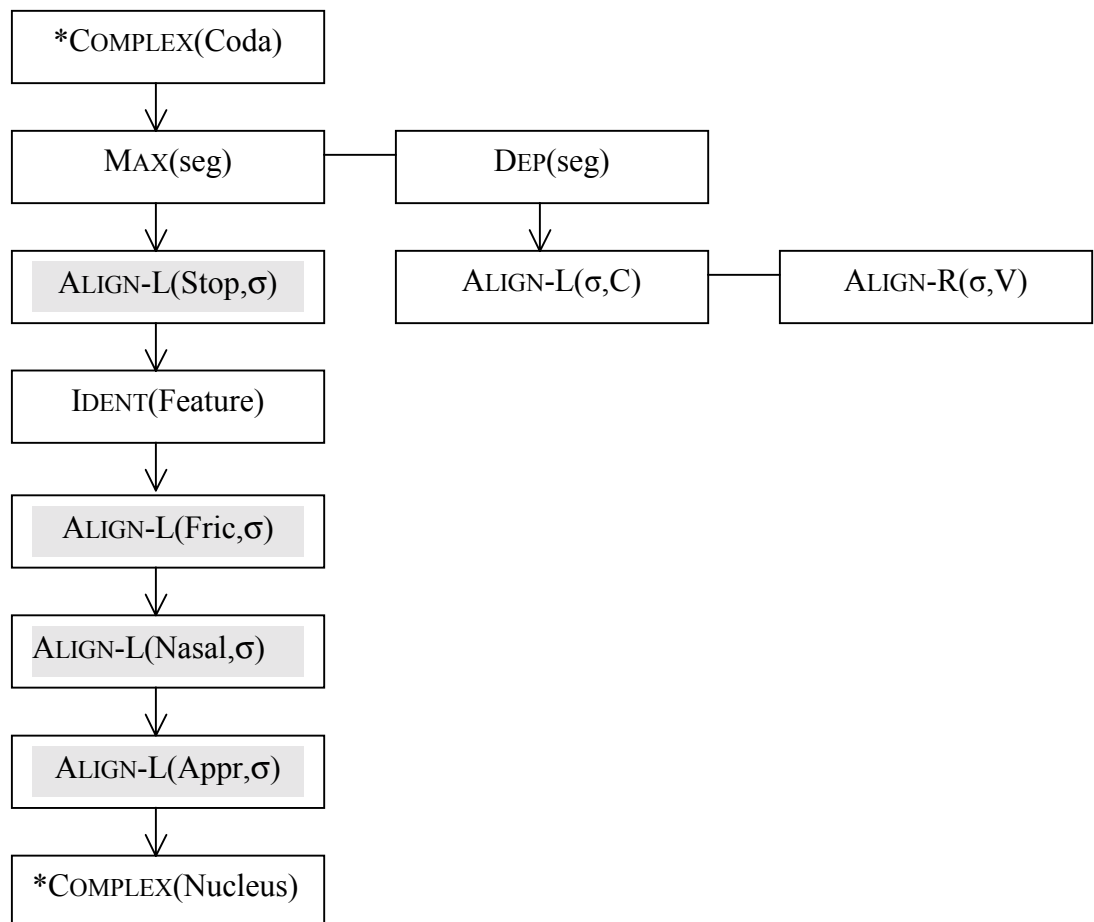 *COMPLEX(Coda)
MAX(seg)
DEP(seg)
ALIGN-L(Stop,σ)
ALIGN-L(σ,C)
ALIGN-R(σ,V)
IDENT(Feature)
ALIGN-L(Fric,σ)
ALIGN-L(Nasal,σ)
ALIGN-L(Appr,σ)
*COMPLEX(Nucleus)